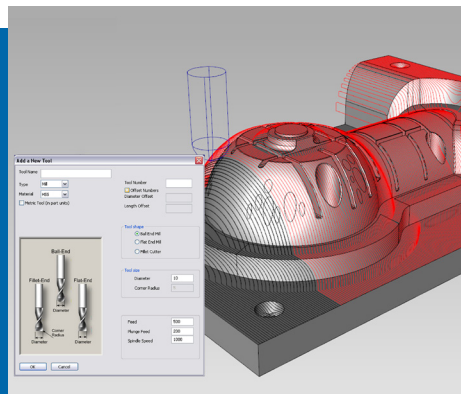 Add a New Tool
Tool Name
Type
Mill
Material
HSS
Metric Tool (in part units)
Tool Number
Offset Numbers
Diameter Offset
Length Offset
Tool shape
Ball-End Mill
Flat End Mill
Fillet Cutter
Ball-End
Fillet-End
Flat-End
Diameter
Corner
Radius
Diameter
Diameter
Tool size
Diameter
10
Corner Radius
Feed
500
Plunge Feed
200
Spindle Speed
1000
OK
Cancel